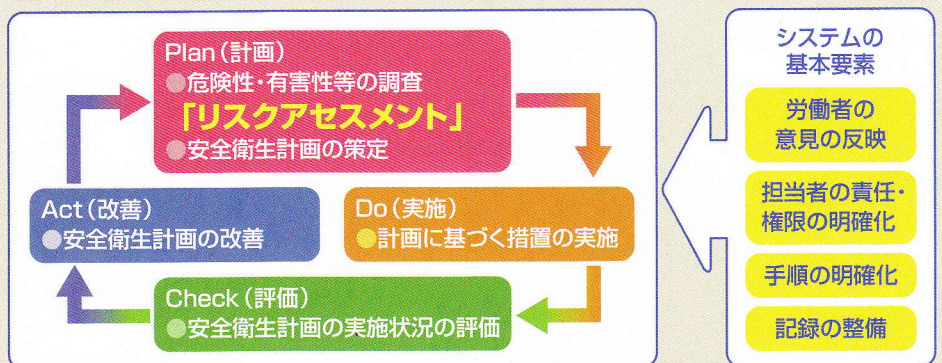 Plan（計画）
●危険性・有害性等の調査
「リスクアセスメント」
●安全衛生計画の策定
Do（実施）
●計画に基づく措置の実施
Check（評価）
●安全衛生計画の実施状況の評価
Act（改善）
●安全衛生計画の改善
システムの
基本要素
労働者の
意見の反映
担当者の責任・
権限の明確化
手順の明確化
記録の整備